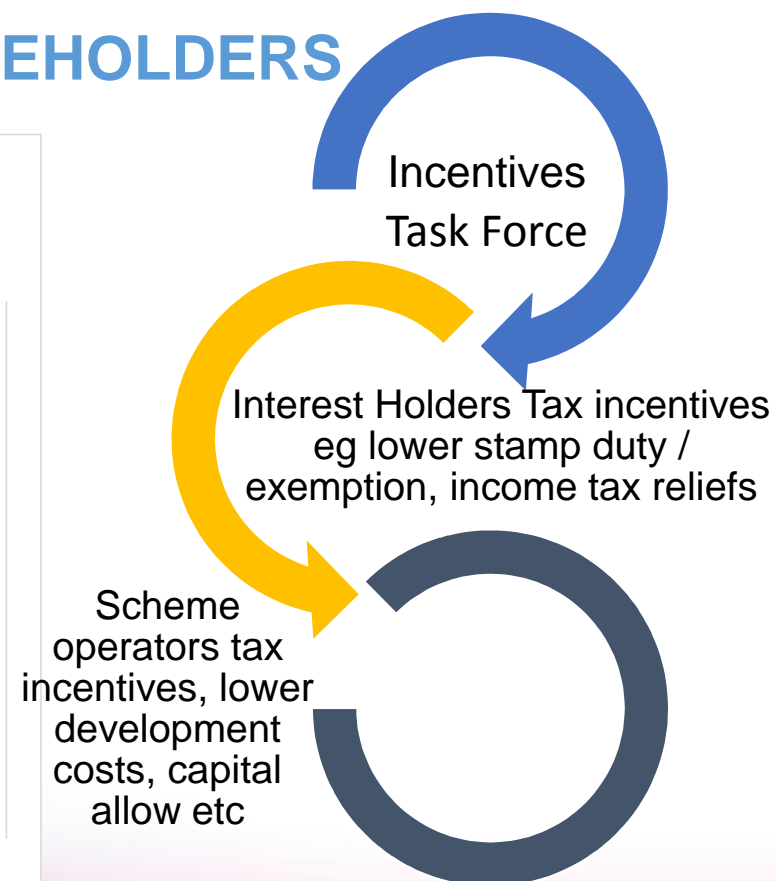 EHOLDERS
Incentives
Task Force
Interest Holders Tax incentives
eg lower stamp duty /
exemption, income tax reliefs
Scheme
operators tax
incentives, lower
development
costs, capital
allow etc